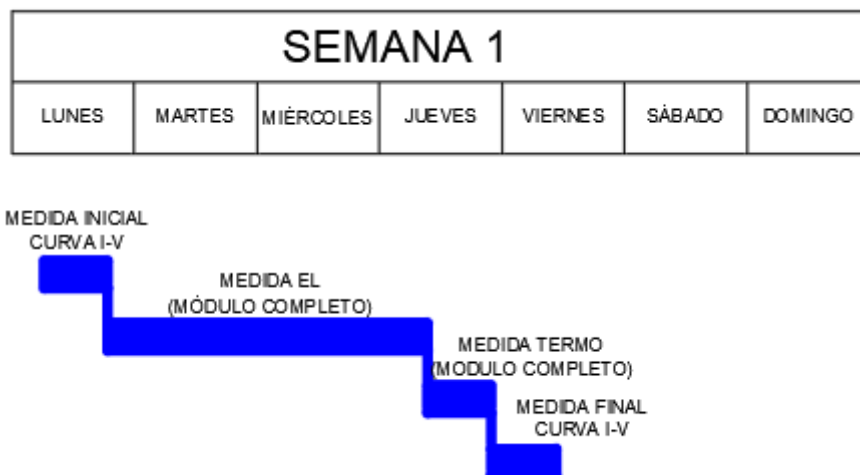 SEMANA 1
LUNES MARTES MIÉRCOLES JUEVES VIERNES SÁBADO DOMINGO
MEDIDA INICIAL
CURVA I-V
MEDIDA EL
(MÓDULO COMPLETO)
MEDIDA TERMO
(MODULO COMPLETO)
MEDIDA FINAL
CURVA I-V